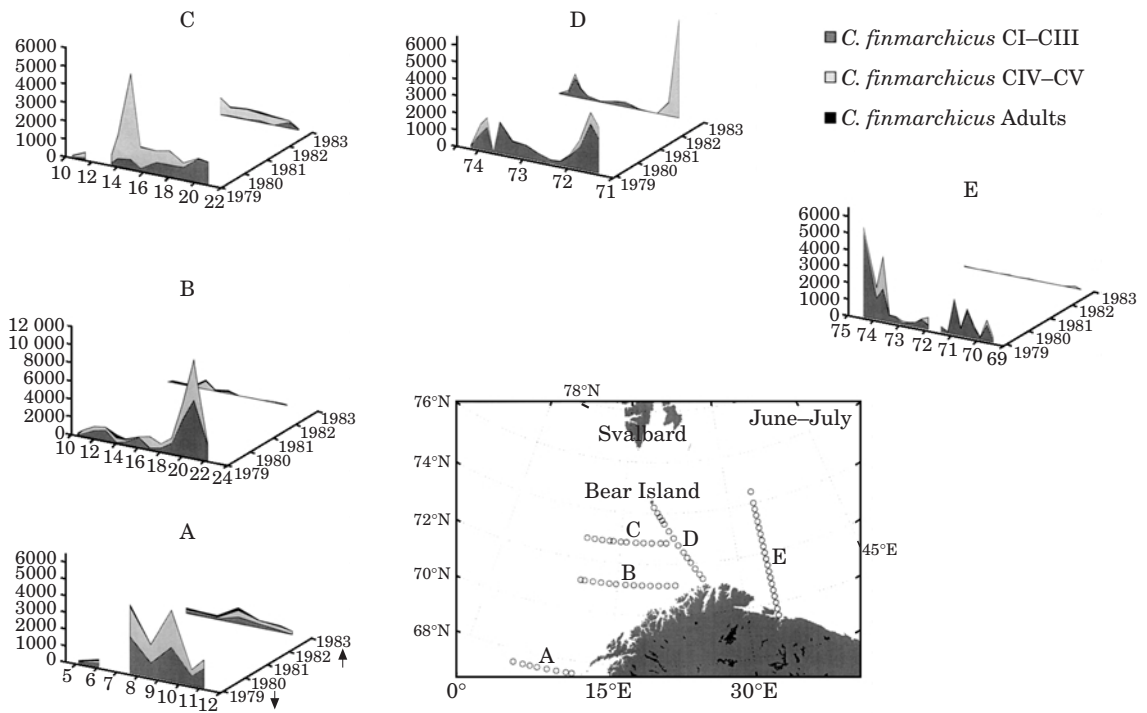 C
6000
5000
4000
3000
2000
1000
0
10 12 14 16 18 20 22
1979 1980 1981 1982 1983
D
6000
5000
4000
3000
2000
1000
0
74 73 72 71
1979 1980 1981 1982 1983
C. finmarchicus CI–CIII
C. finmarchicus CIV–CV
C. finmarchicus Adults
E
6000
5000
4000
3000
2000
1000
0
75 74 73 72 71 70 69
1979 1980 1981 1982 1983
B
12 000
10 000
8000
6000
4000
2000
0
10 12 14 16 18 20 22 24
1979 1980 1981 1982 1983
A
6000
5000
4000
3000
2000
1000
0
5 6 7 8 9 10 11 12
1979 1980 1981 1982 1983
78°N
76°N
June–July
Svalbard
74°N
Bear Island
72°N
C
D
E
45°E
70°N
B
68°N
A
0° 15°E 30°E